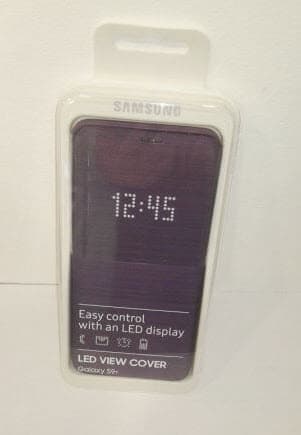 SAMSUNG
12:45
Easy control
with an LED display
LED VIEW COVER
Galaxy S9+